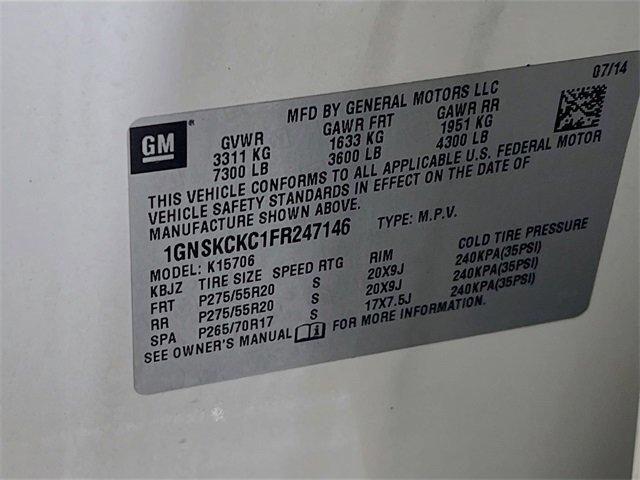 07/14
MFD BY GENERAL MOTORS LLC
GM
GVWR GAWR FRT GAWR RR
3311 KG 1633 KG 1951 KG
7300 LB 3600 LB 4300 LB
THIS VEHICLE CONFORMS TO ALL APPLICABLE U.S. FEDERAL MOTOR
VEHICLE SAFETY STANDARDS IN EFFECT ON THE DATE OF
MANUFACTURE SHOWN ABOVE.
1GNSKCKC1FR247146 TYPE: M.P.V.
MODEL: K15706
KBJZ TIRE SIZE SPEED RTG RIM COLD TIRE PRESSURE
FRT P275/55R20 S 20X9J 240KPA(35PSI)
RR P275/55R20 S 20X9J 240KPA(35PSI)
SPA P265/70R17 S 17X7.5J 240KPA(35PSI)
SEE OWNER'S MANUAL FOR MORE INFORMATION.